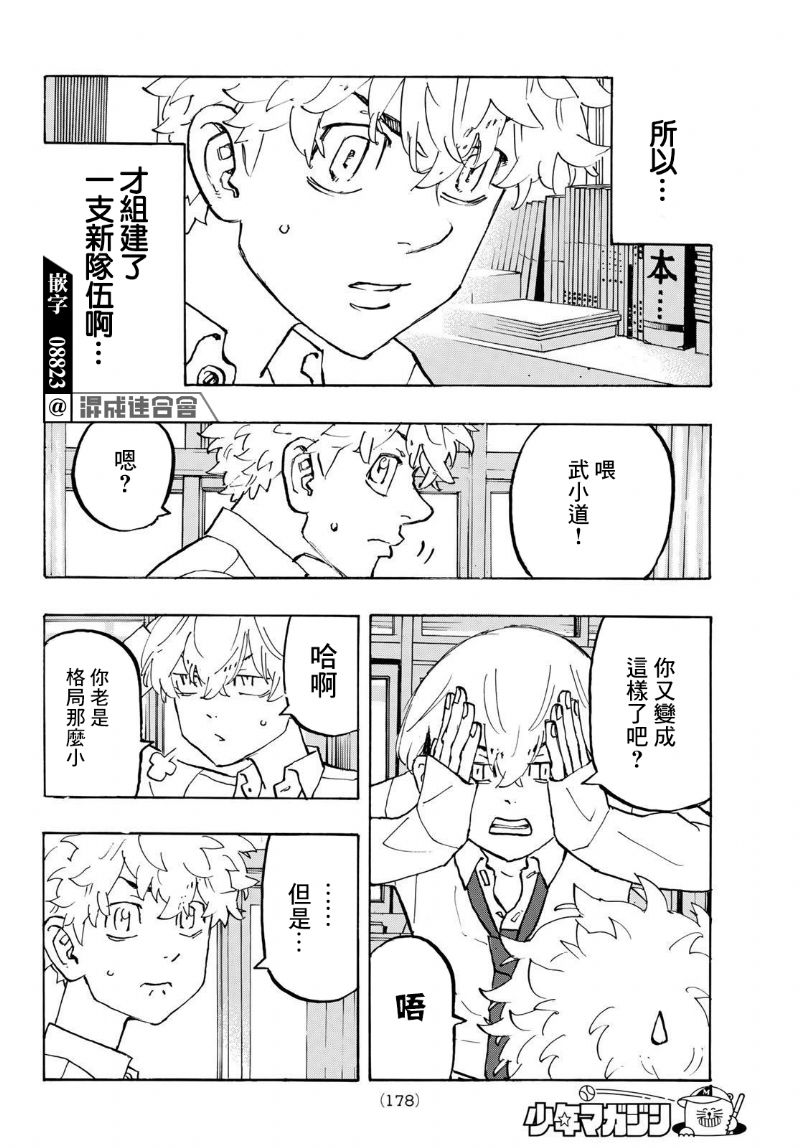 所以…
本……
才組建了
一支新隊伍啊…
嵌字 08823@
混成连合會
喂
武小道！
嗯？
你又變成
這樣了吧？
唔
哈啊
你老是
格局那麼小
……
但是…
(178)
少年マガジン